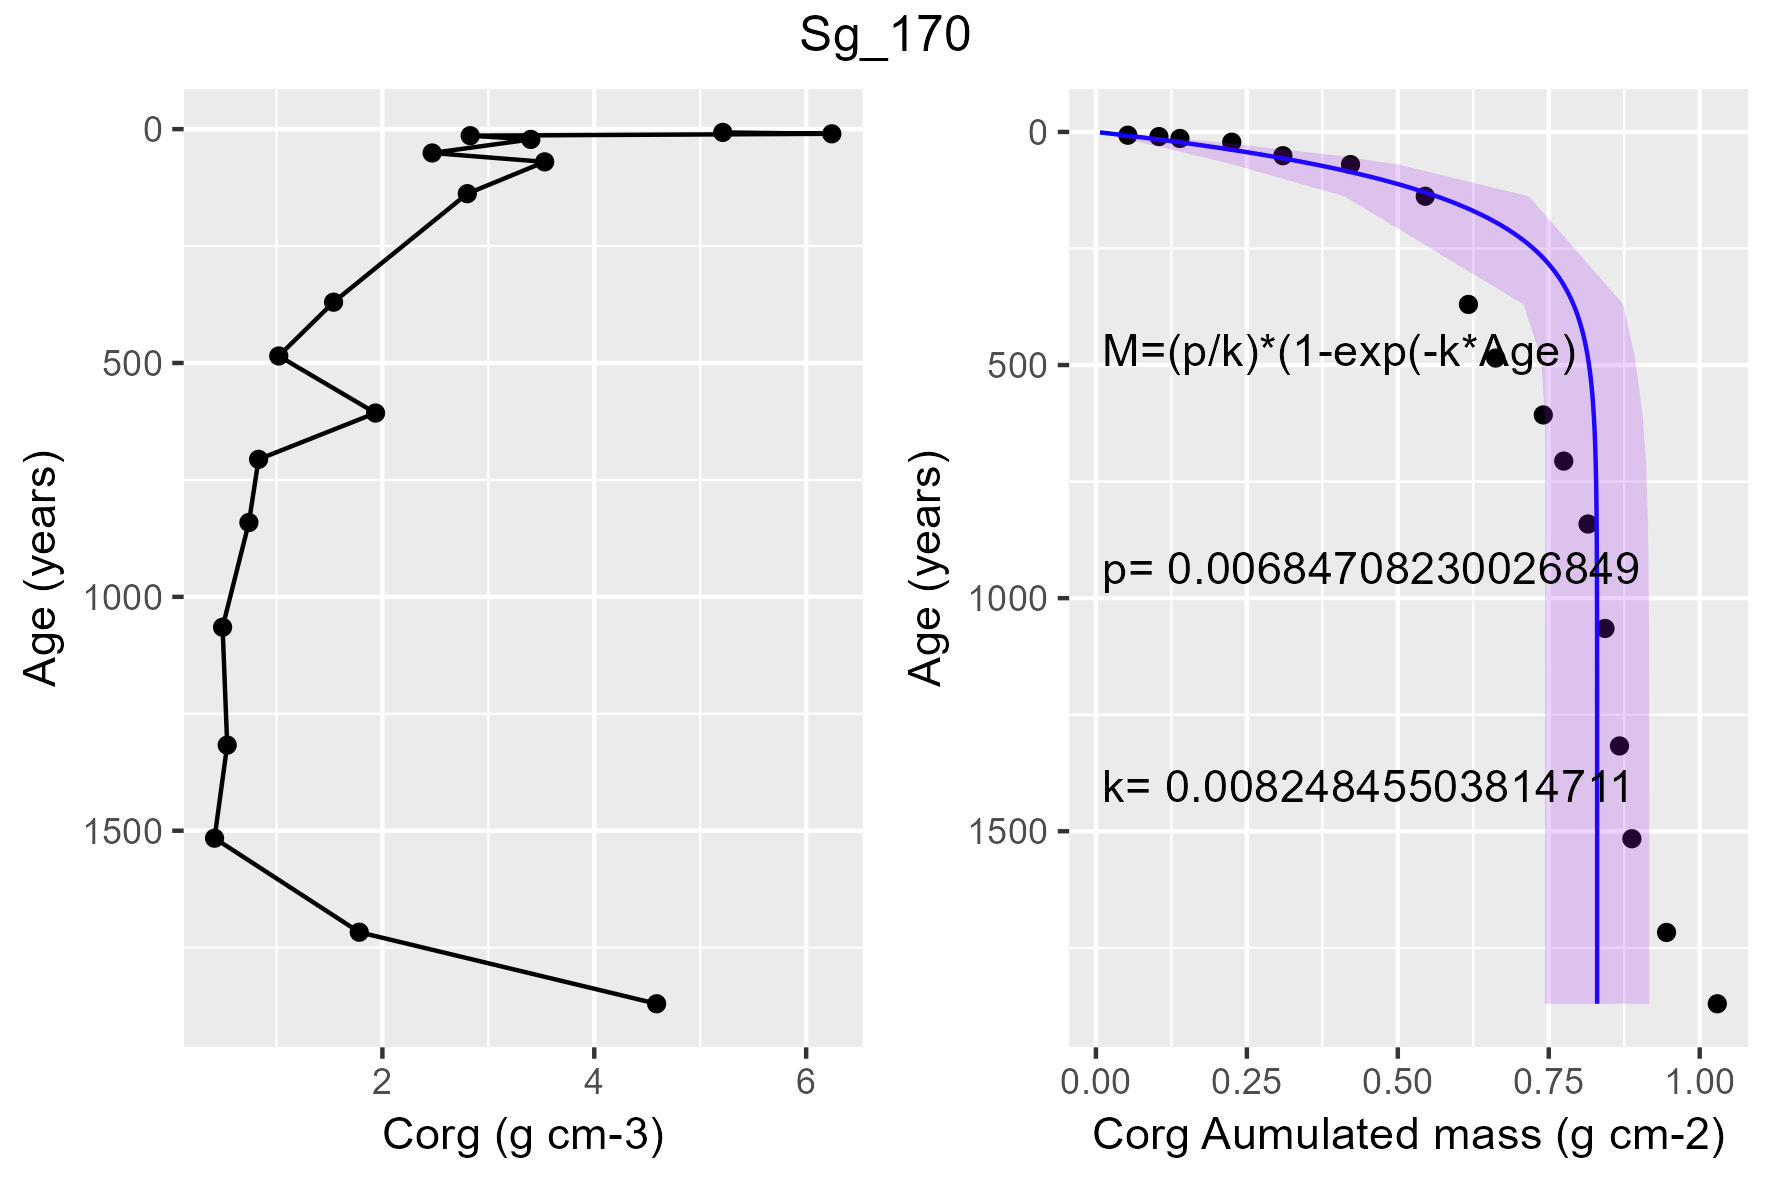 Sg_170
0
500
1000
1500
Age (years)
2
4
6
Corg (g cm-3)
0
500
1000
1500
Age (years)
M=(p/k)*(1-exp(-k*Age)
p= 0.00684708230026849
k= 0.00824845503814711
0.00
0.25
0.50
0.75
1.00
Corg Aumulated mass (g cm-2)